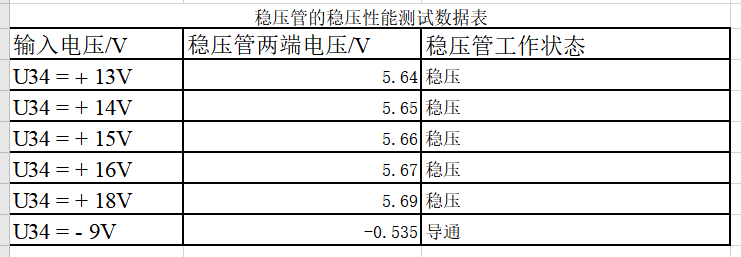 稳压管的稳压性能测试数据表
输入电压/V 稳压管两端电压/V 稳压管工作状态
U34 = + 13V 5.64 稳压
U34 = + 14V 5.65 稳压
U34 = + 15V 5.66 稳压
U34 = + 16V 5.67 稳压
U34 = + 18V 5.69 稳压
U34 = - 9V -0.535 导通